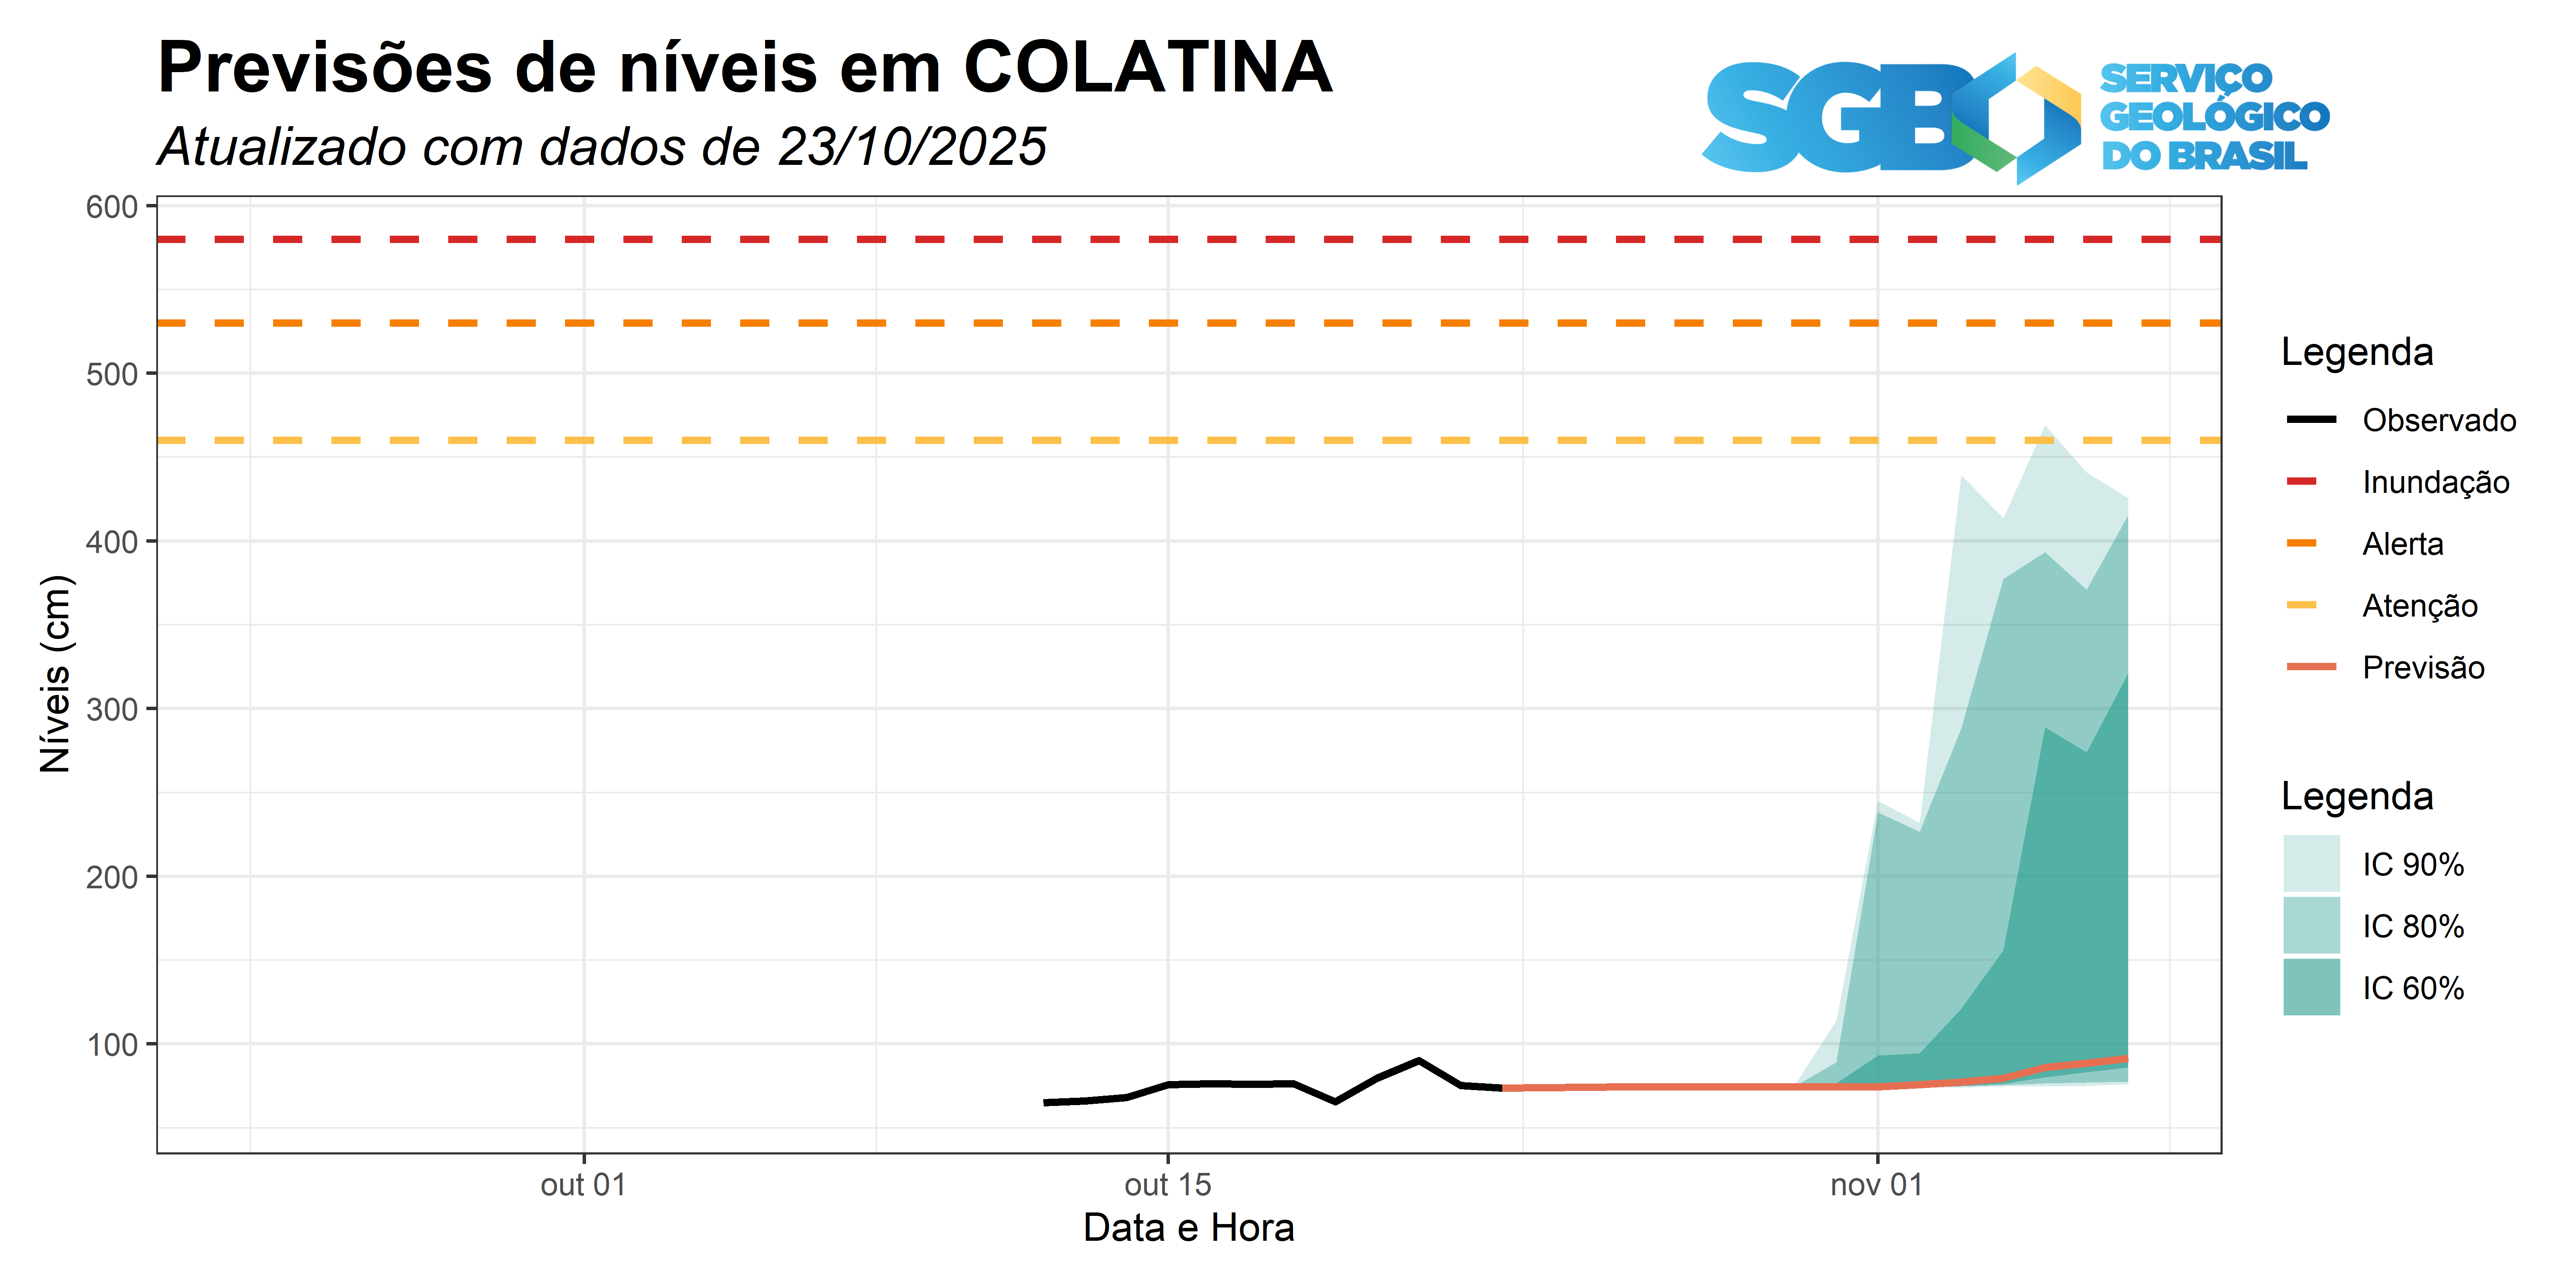 Previsões de níveis em COLATINA
Atualizado com dados de 23/10/2025
SGB
SERVIÇO
GEOLÓGICO
DO BRASIL
600
500
400
300
200
100
Níveis (cm)
out 01
out 15
nov 01
Data e Hora
Legenda
Observado
Inundação
Alerta
Atenção
Previsão
Legenda
IC 90%
IC 80%
IC 60%